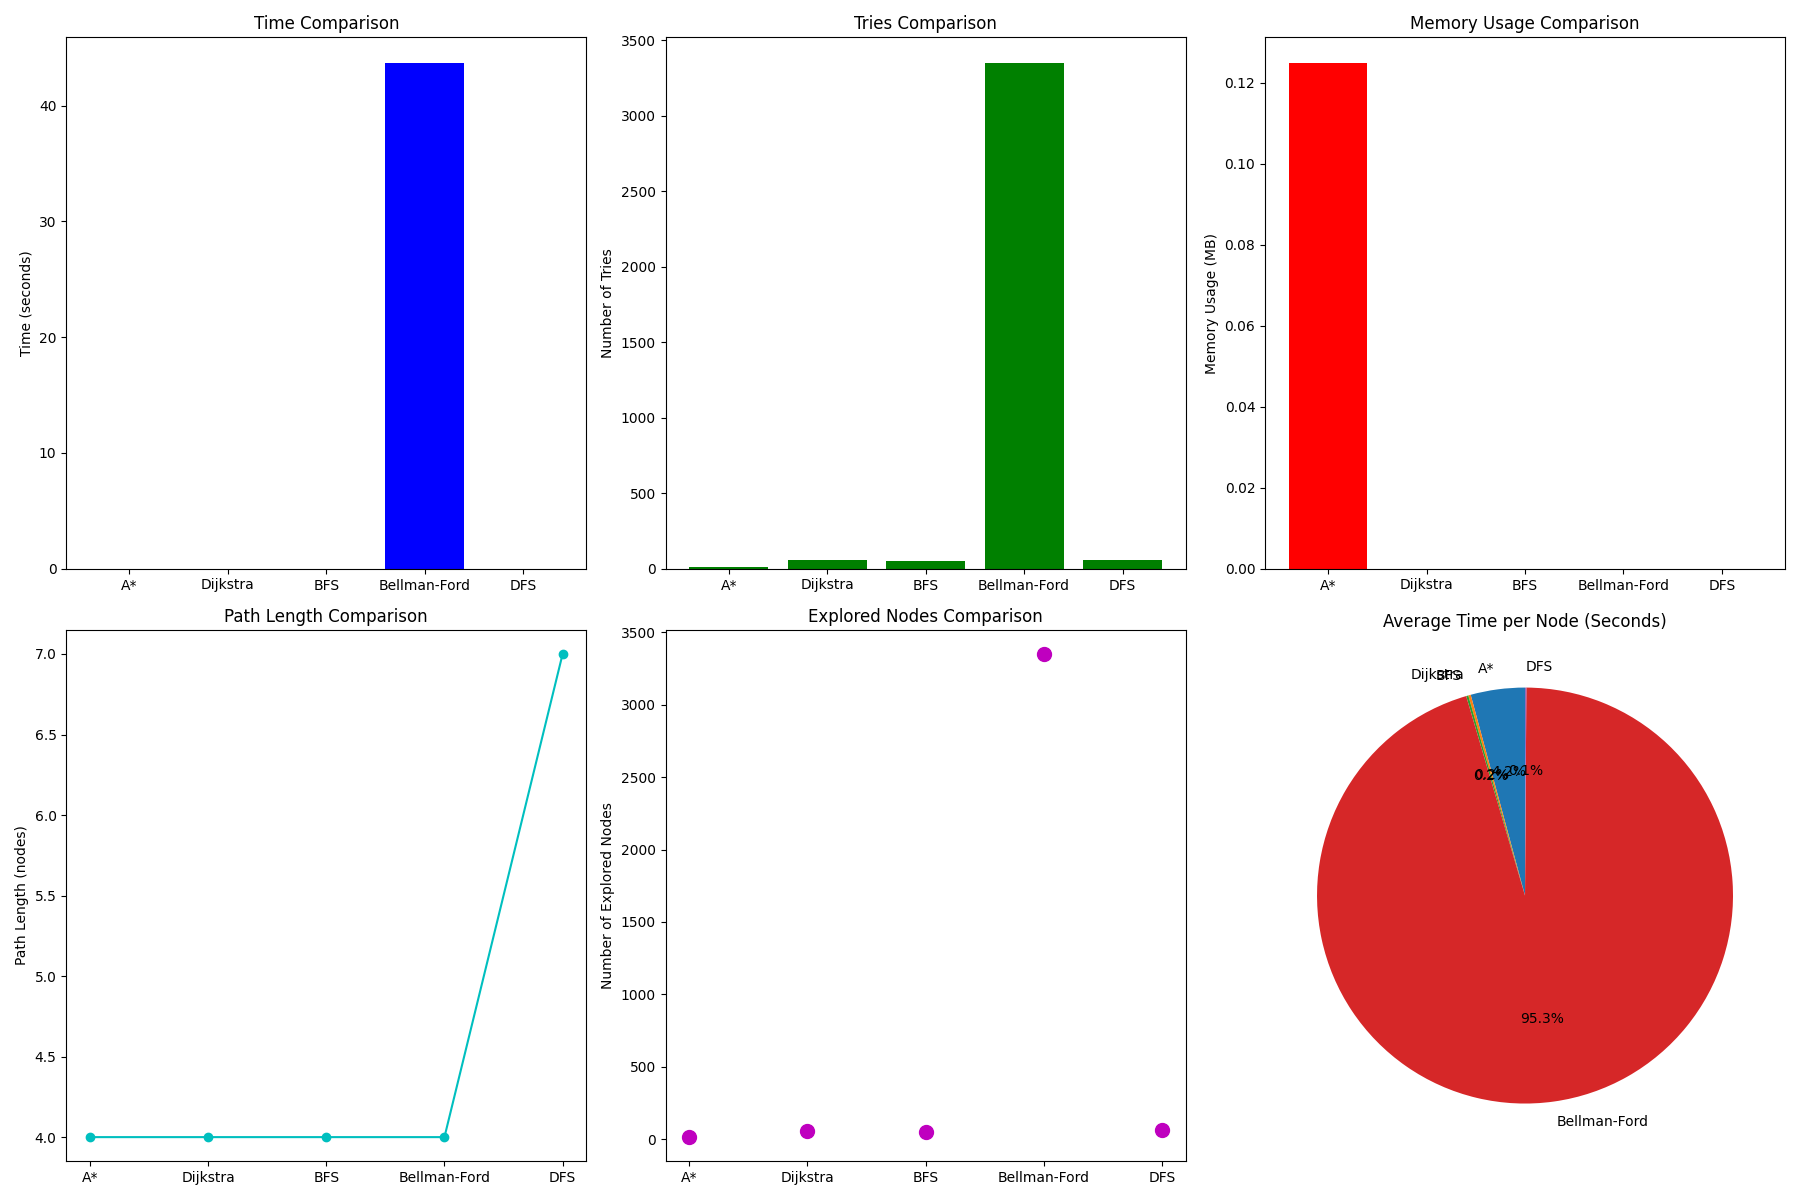 Time Comparison
Time (seconds)
40
30
20
10
0
A* Dijkstra BFS Bellman-Ford DFS
Tries Comparison
Number of Tries
3500
3000
2500
2000
1500
1000
500
0
A* Dijkstra BFS Bellman-Ford DFS
Memory Usage Comparison
Memory Usage (MB)
0.12
0.10
0.08
0.06
0.04
0.02
0.00
A* Dijkstra BFS Bellman-Ford DFS
Path Length Comparison
Path Length (nodes)
7.0
6.5
6.0
5.5
5.0
4.5
4.0
A* Dijkstra BFS Bellman-Ford DFS
Explored Nodes Comparison
Number of Explored Nodes
3500
3000
2500
2000
1500
1000
500
0
A* Dijkstra BFS Bellman-Ford DFS
Average Time per Node (Seconds)
Dijkstra
BFS
A*
DFS
0.2%
4.2%
0.1%
95.3%
Bellman-Ford